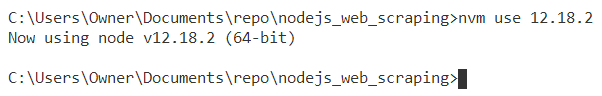 C:\Users\Owner\Documents\repo\nodejs_web_scraping>nvm use 12.18.2
Now using node v12.18.2 (64-bit)
C:\Users\Owner\Documents\repo\nodejs_web_scraping>